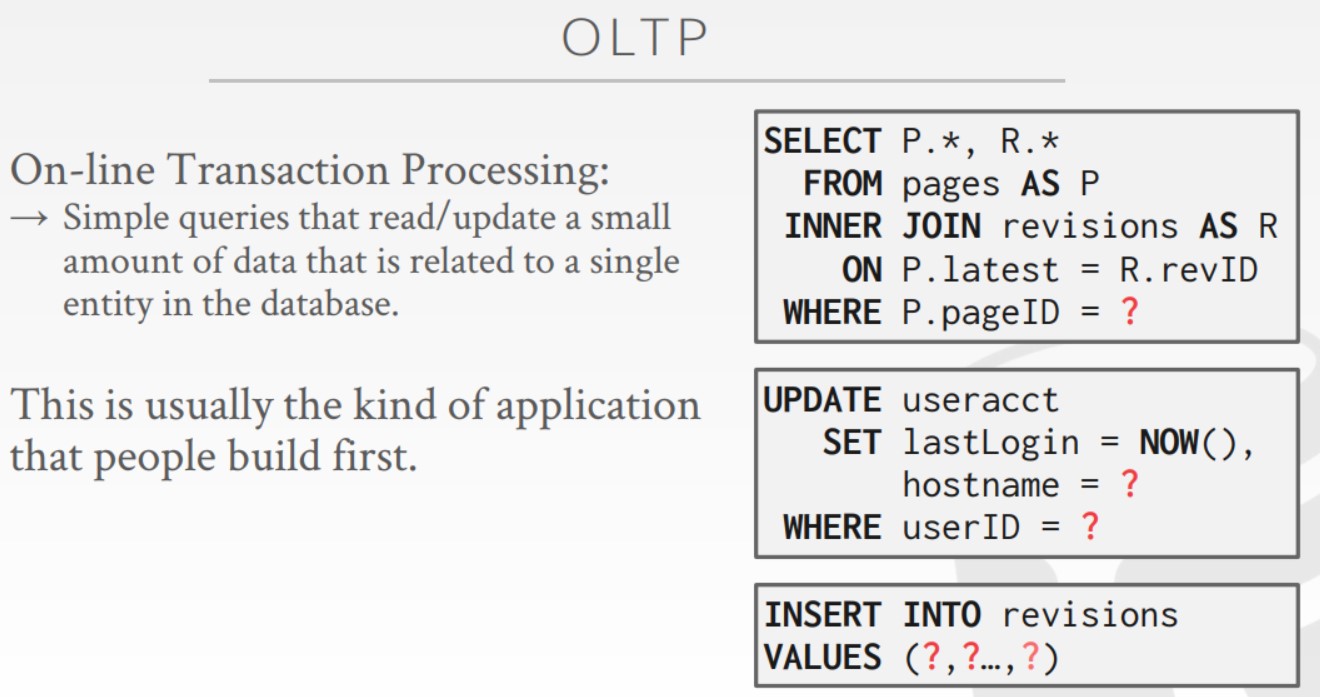 OLTP
On-line Transaction Processing:
→ Simple queries that read/update a small
amount of data that is related to a single
entity in the database.
This is usually the kind of application
that people build first.
SELECT P.*, R.*
FROM pages AS P
INNER JOIN revisions AS R
ON P.latest = R.revID
WHERE P.pageID = ?
UPDATE useracct
SET lastLogin = NOW(),
hostname = ?
WHERE userID = ?
INSERT INTO revisions
VALUES (?,?…,?)